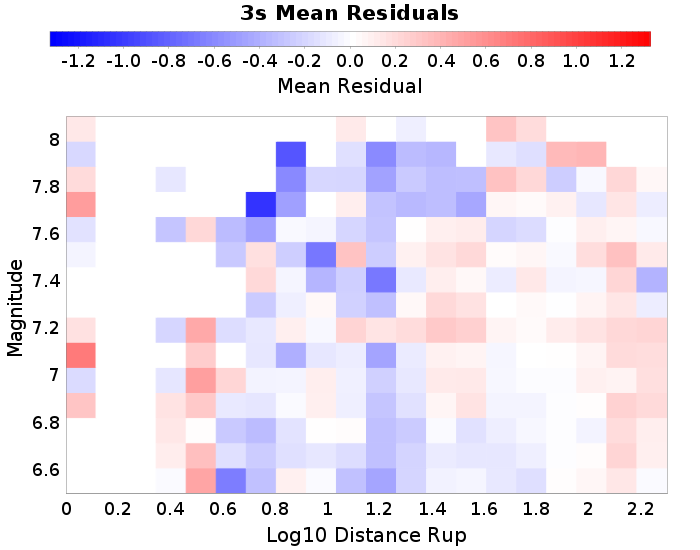 3s Mean Residuals
-1.2 -1.0 -0.8 -0.6 -0.4 -0.2 0.0 0.2 0.4 0.6 0.8 1.0 1.2
Mean Residual
8
7.8
7.6
7.4
7.2
7
6.8
6.6
Magnitude
0 0.2 0.4 0.6 0.8 1 1.2 1.4 1.6 1.8 2 2.2
Log10 Distance Rup